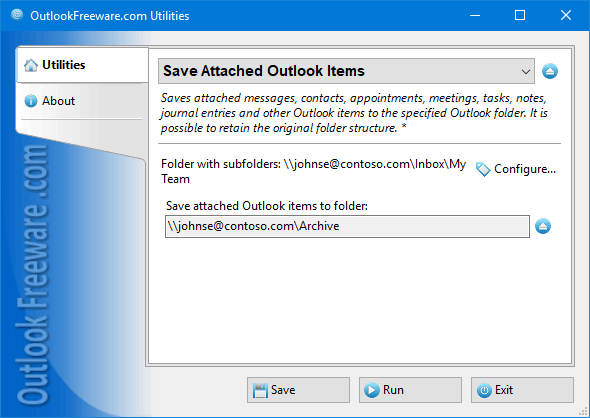 OutlookFreeware.com Utilities
Utilities
About
Save Attached Outlook Items
Saves attached messages, contacts, appointments, meetings, tasks, notes,
journal entries and other Outlook items to the specified Outlook folder. It is
possible to retain the original folder structure. *
Folder with subfolders: \\johnse@contoso.com\Inbox\My
Team
Configure...
Save attached Outlook items to folder:
\\johnse@contoso.com\Archive
Outlook Freeware .com
Save
Run
Exit